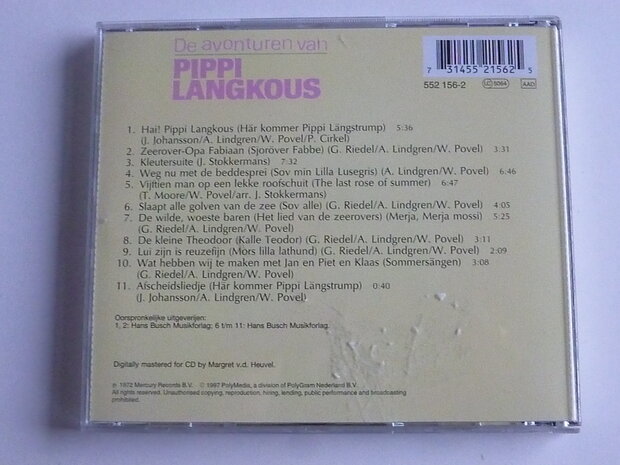 De avonturen van
PIPPI
LANGKOUS
7 31455 21562 5
552 156-2 LC 5064 AAD
1. Hai! Pippi Langkous (Här kommer Pippi Längstrump) 5:36
(J. Johansson/A. Lindgren/W. Povel/P. Cirkel)
2. Zeerover-Opa Fabiaan (Sjoröver Fabbe) (G. Riedel/A. Lindgren/W. Povel) 3:31
3. Kleutersuite (J. Stokkermans) 7:32
4. Weg nu met de beddesprei (Sov min Lilla Lusegris) (A. Lindgren/W. Povel) 6:46
5. Vijftien man op een lekke roofschuit (The last rose of summer) 6:47
(T. Moore/W. Povel/arr. J. Stokkermans)
6. Slaapt alle golven van de zee (Sov alle) (G. Riedel/A. Lindgren/W. Povel) 4:05
7. De wilde, woeste baren (Het lied van de zeerovers) (Merja, Merja mossi) 5:25
(G. Riedel/A. Lindgren/W. Povel)
8. De kleine Theodoor (Kalle Teodor) (G. Riedel/A. Lindgren/W. Povel) 3:11
9. Lui zijn is reuzefijn (Mors lilla lathund) (G. Riedel/A. Lindgren/W. Povel) 2:09
10. Wat hebben wij te maken met Jan en Piet en Klaas (Sommersängen) 3:08
(G. Riedel/A. Lindgren/W. Povel)
11. Afscheidsliedje (Här kommer Pippi Längstrump) 0:40
(J. Johansson/A. Lindgren/W. Povel)
Oorspronkelijke uitgeverijen:
1, 2: Hans Busch Musikforlag; 6 t/m 11: Hans Busch Musikforlag.
Digitally mastered for CD by Margret v.d. Heuvel.
℗ 1972 Mercury Records B.V. © 1997 PolyMedia, a division of PolyGram Nederland B.V.
All rights reserved. Unauthorised copying, reproduction, hiring, lending, public performance and broadcasting
prohibited.